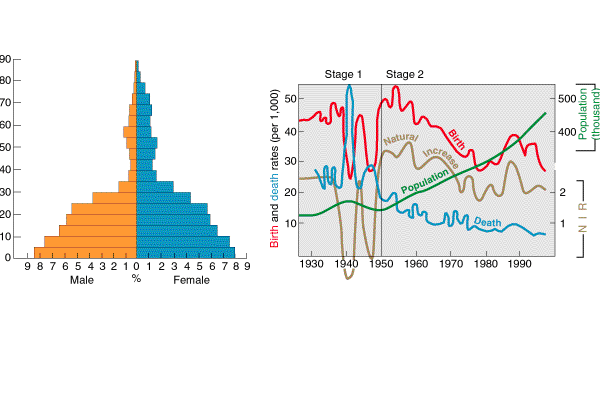 90
80
70
60
50
40
30
20
10
0
9 8 7 6 5 4 3 2 1 0 1 2 3 4 5 6 7 8 9
Male % Female
Stage 1 Stage 2
Birth and death rates (per 1,000)
50
40
30
20
10
Birth
Natural Increase
Population
Death
1930 1940 1950 1960 1970 1980 1990
500
400
Population
(thousand)
2
1
N I R